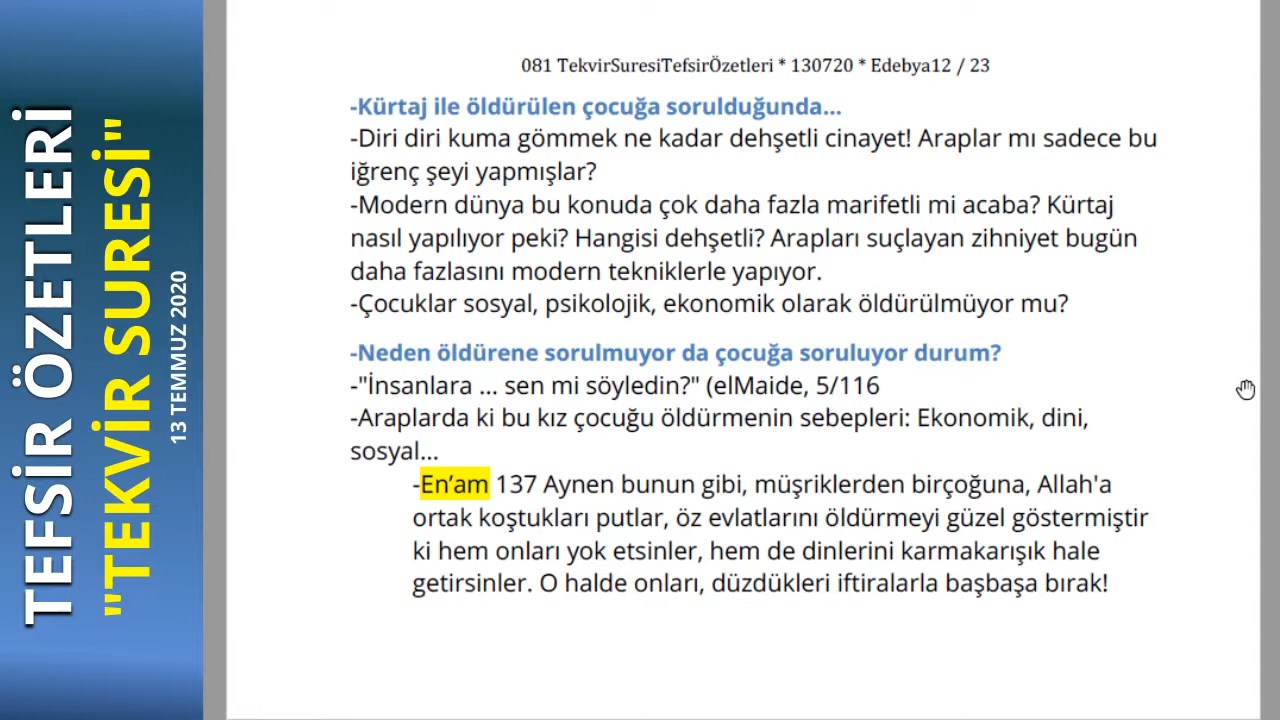 TEFSİR ÖZETLERİ
"TEKVİR SURESİ"
13 TEMMUZ 2020
081 TekvirSuresiTefsirÖzetleri * 130720 * Edebya12 / 23
-Kürtaj ile öldürülen çocuğa sorulduğunda...
-Diri diri kuma gömmek ne kadar dehşetli cinayet! Araplar mı sadece bu
iğrenç şeyi yapmışlar?
-Modern dünya bu konuda çok daha fazla marifetli mi acaba? Kürtaj
nasıl yapılıyor peki? Hangisi dehşetli? Arapları suçlayan zihniyet bugün
daha fazlasını modern tekniklerle yapıyor.
-Çocuklar sosyal, psikolojik, ekonomik olarak öldürülmüyor mu?
-Neden öldürene sorulmuyor da çocuğa soruluyor durum?
-"İnsanlara ... sen mi söyledin?" (elMaide, 5/116
-Araplarda ki bu kız çocuğu öldürmenin sebepleri: Ekonomik, dini,
sosyal...
-En'am 137 Aynen bunun gibi, müşriklerden birçoğuna, Allah'a
ortak koştukları putlar, öz evlatlarını öldürmeyi güzel göstermiştir
ki hem onları yok etsinler, hem de dinlerini karmakarışık hale
getirsinler. O halde onları, düzdükleri iftiralarla başbaşa bırak!